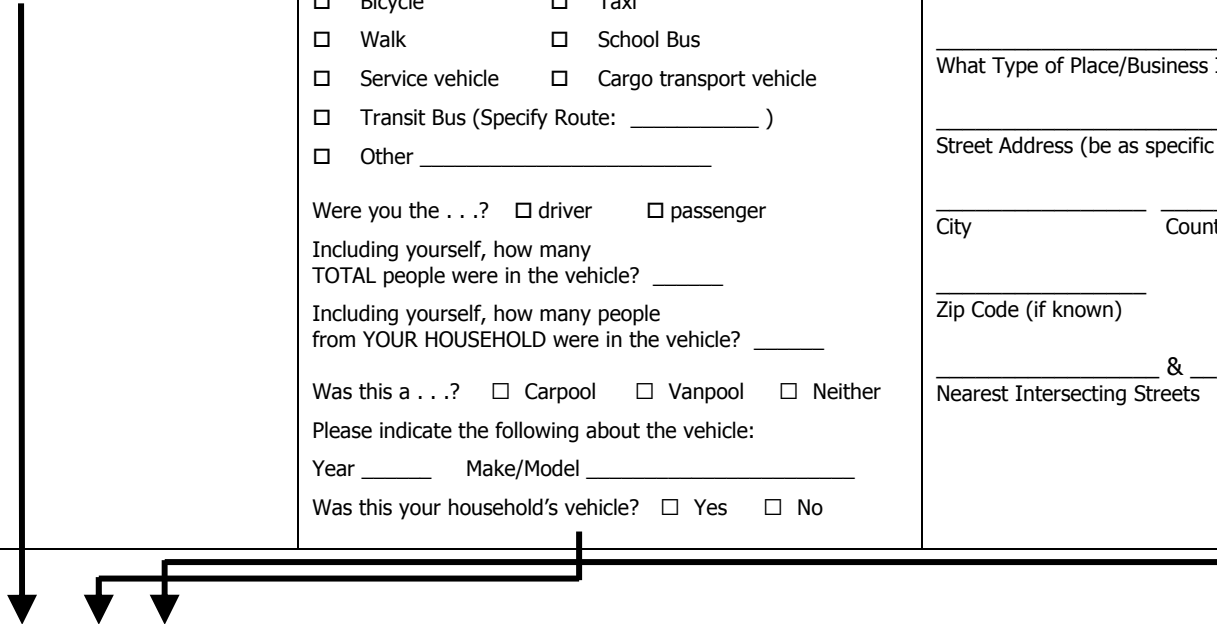 ☐ Bicycle ☐ Taxi
☐ Walk ☐ School Bus
☐ Service vehicle ☐ Cargo transport vehicle
☐ Transit Bus (Specify Route: ___________ )
☐ Other _________________________
Were you the . . .? ☐ driver ☐ passenger
Including yourself, how many
TOTAL people were in the vehicle? ______
Including yourself, how many people
from YOUR HOUSEHOLD were in the vehicle? ______
Was this a . . .? ☐ Carpool ☐ Vanpool ☐ Neither
Please indicate the following about the vehicle:
Year ______ Make/Model _______________________
Was this your household’s vehicle? ☐ Yes ☐ No
What Type of Place/Business
Street Address (be as specific
City
Zip Code (if known)
___________________ & __
Nearest Intersecting Streets